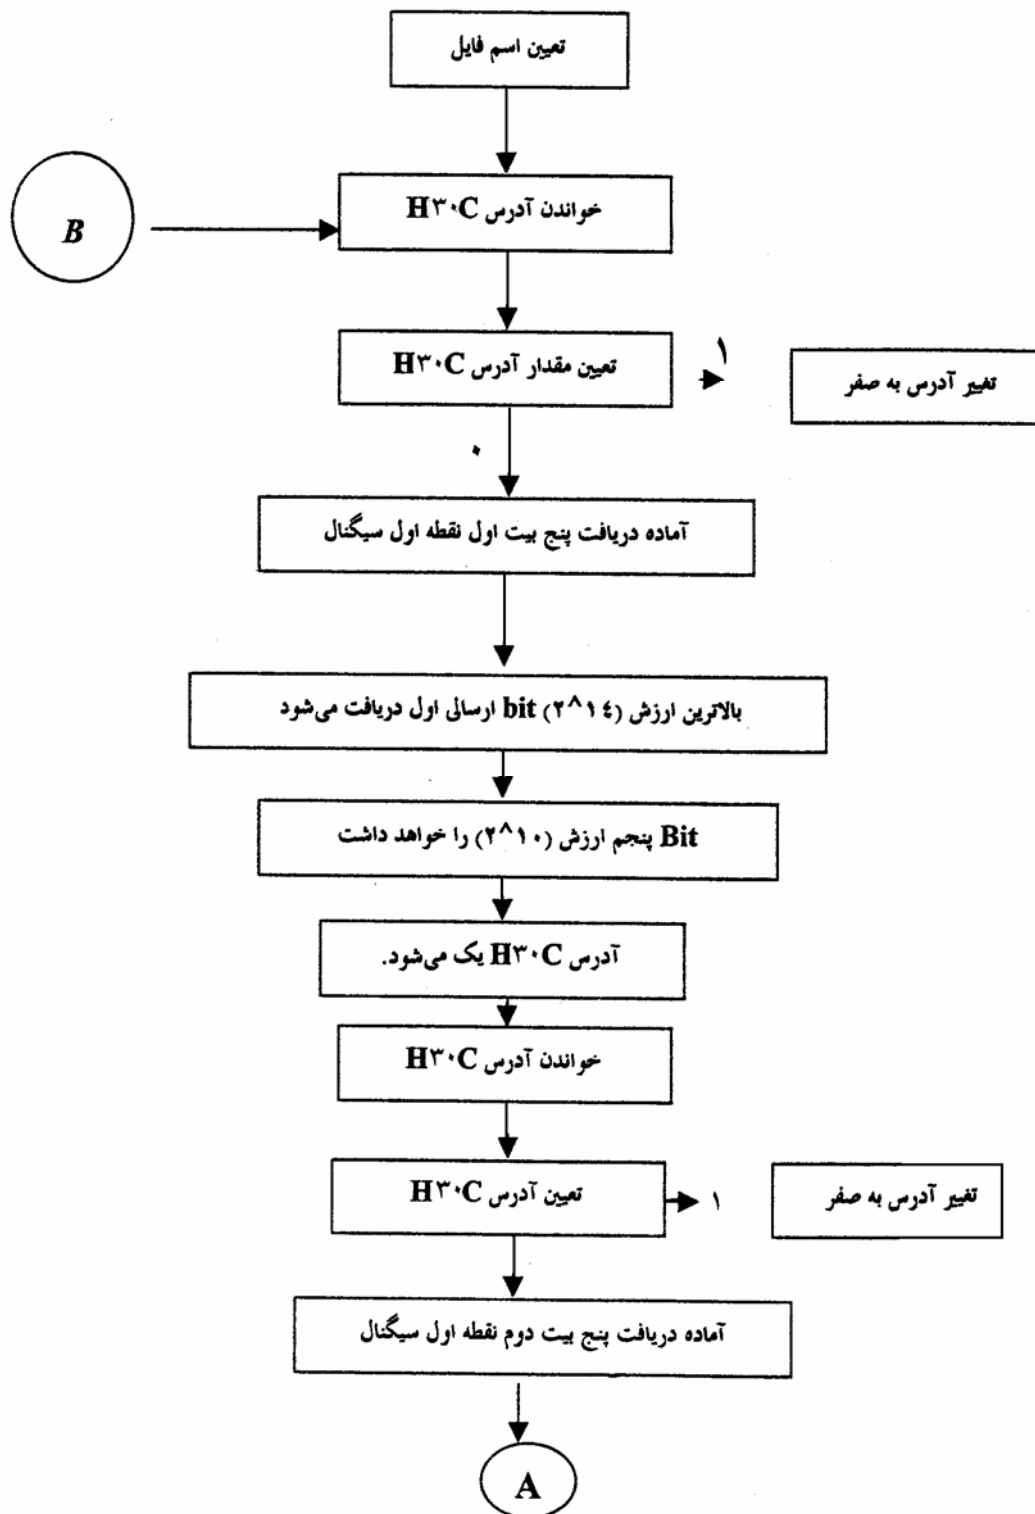 تعیین اسم فایل
B
خواندن آدرس H۳۰C
تعیین مقدار آدرس H۳۰C
۱
تغییر آدرس به صفر
۰
آماده دریافت پنج بیت اول نقطه اول سیگنال
بالاترین ارزش (۲^۱٤) bit ارسالی اول دریافت می‌شود
Bit پنجم ارزش (۲^۱۰) را خواهد داشت
آدرس H۳۰C یک می‌شود.
خواندن آدرس H۳۰C
تعیین آدرس H۳۰C
۱
تغییر آدرس به صفر
آماده دریافت پنج بیت دوم نقطه اول سیگنال
A